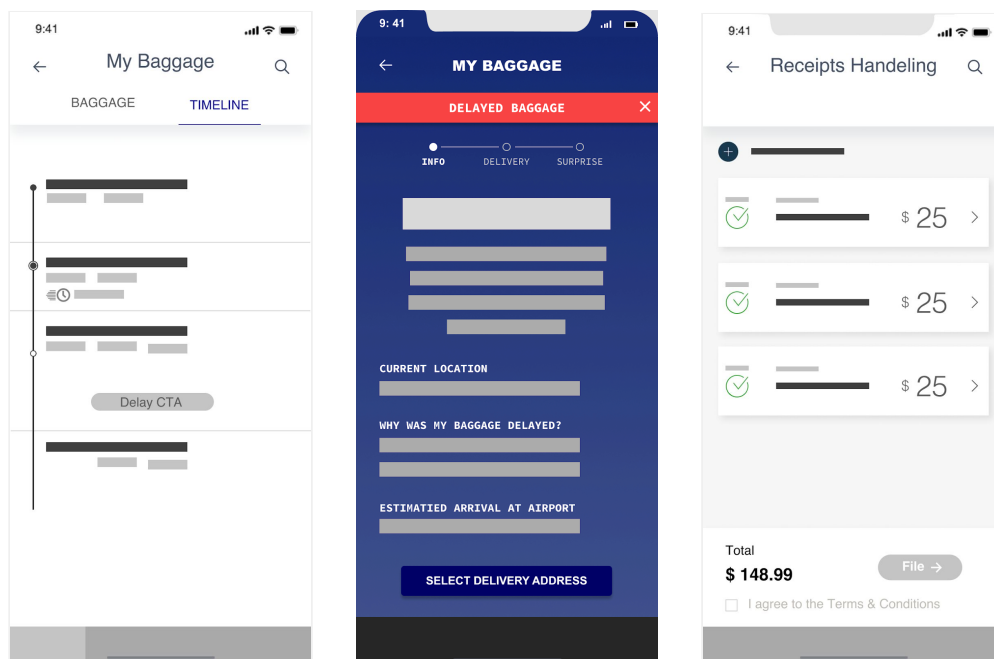 9:41
My Baggage
BAGGAGE TIMELINE
Delay CTA
9: 41
MY BAGGAGE
DELAYED BAGGAGE
INFO DELIVERY SURPRISE
CURRENT LOCATION
WHY WAS MY BAGGAGE DELAYED?
ESTIMATIED ARRIVAL AT AIRPORT
SELECT DELIVERY ADDRESS
9:41
Receipts Handeling
$ 25
$ 25
$ 25
Total
$ 148.99
File →
I agree to the Terms & Conditions